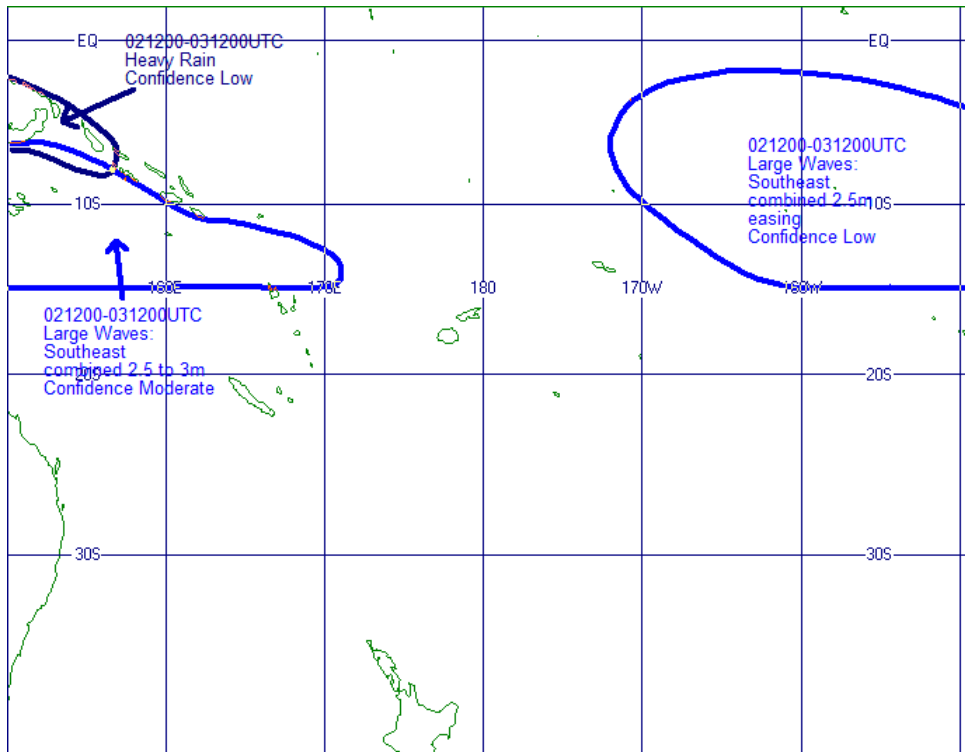 EQ
021200-031200UTC
Heavy Rain
Confidence Low
EQ
021200-031200UTC
Large Waves:
Southeast
combined 2.5m
easing
Confidence Low
10S
10S
160E
170E
180
170W
160W
021200-031200UTC
Large Waves:
Southeast
combined 2.5 to 3m
Confidence Moderate
20S
20S
30S
30S